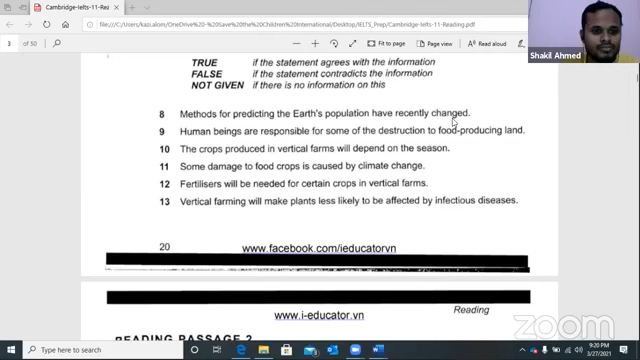 Cambridge-Ielts-11-Reading.pdf
file:///C:/Users/kazi.alom/OneDrive%20-%20Save%20the%20Children%20International/Desktop/IELTS_Prep/Cambridge-Ielts-11-Reading.pdf
3 of 50
Fit to page
Page view
Read aloud
Shakil Ahmed
TRUE if the statement agrees with the information
FALSE if the statement contradicts the information
NOT GIVEN if there is no information on this
8 Methods for predicting the Earth's population have recently changed.
9 Human beings are responsible for some of the destruction to food-producing land.
10 The crops produced in vertical farms will depend on the season.
11 Some damage to food crops is caused by climate change.
12 Fertilisers will be needed for certain crops in vertical farms.
13 Vertical farming will make plants less likely to be affected by infectious diseases.
20
www.facebook.com/ieducatorvn
www.i-educator.vn
Reading
READING PASSAGE 2
zoom
Type here to search
9:20 PM
3/27/2021